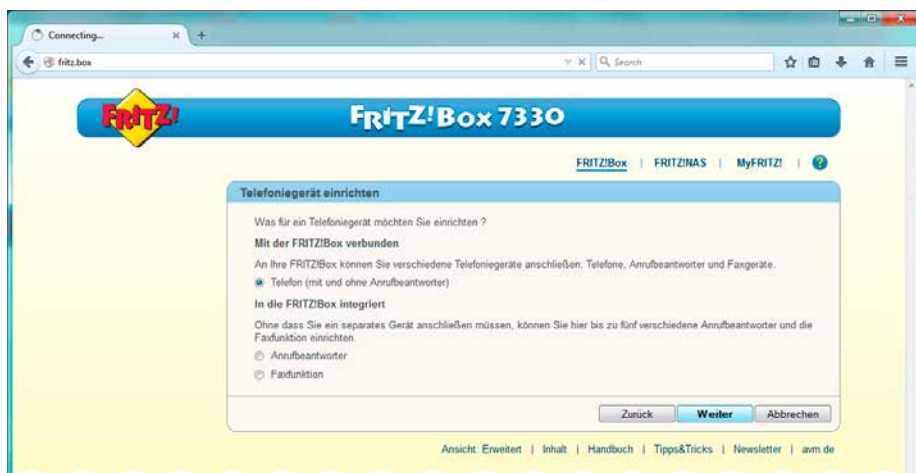 Connecting...
fritz.box
Search
FRITZ!
FRITZ!Box 7330
FRITZ!Box | FRITZ!NAS | MyFRITZ! | ?
Telefoniegerät einrichten
Was für ein Telefoniegerät möchten Sie einrichten ?
Mit der FRITZ!Box verbunden
An Ihre FRITZ!Box können Sie verschiedene Telefoniegeräte anschließen: Telefone, Anrufbeantworter und Faxgeräte.
Telefon (mit und ohne Anrufbeantworter)
In die FRITZ!Box integriert
Ohne dass Sie ein separates Gerät anschließen müssen, können Sie hier bis zu fünf verschiedene Anrufbeantworter und die
Faxfunktion einrichten.
Anrufbeantworter
Faxfunktion
Zurück Weiter Abbrechen
Ansicht: Erweitert | Inhalt | Handbuch | Tipps&Tricks | Newsletter | avm.de